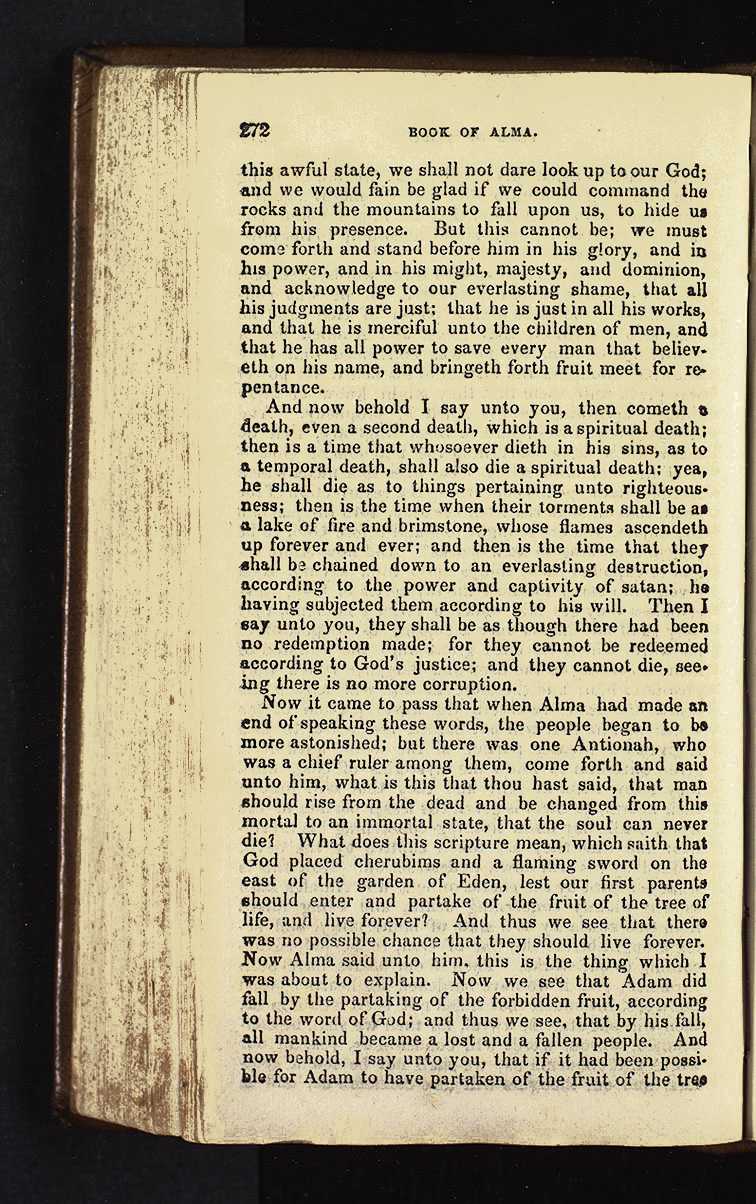 272 BOOK OF ALMA.
this awful state, we shall not dare look up to our God;
and we would fain be glad if we could command the
rocks and the mountains to fall upon us, to hide us
from his presence. But this cannot be; we must
come forth and stand before him in his glory, and in
his power, and in his might, majesty, and dominion,
and acknowledge to our everlasting shame, that all
his judgments are just; that he is just in all his works,
and that he is merciful unto the children of men, and
that he has all power to save every man that believ-
eth on his name, and bringeth forth fruit meet for re-
pentance.
And now behold I say unto you, then cometh a
death, even a second death, which is a spiritual death;
then is a time that whosoever dieth in his sins, as to
a temporal death, shall also die a spiritual death; yea,
he shall die as to things pertaining unto righteous-
ness; then is the time when their torments shall be as
a lake of fire and brimstone, whose flames ascendeth
up forever and ever; and then is the time that they
shall be chained down to an everlasting destruction,
according to the power and captivity of satan; he
having subjected them according to his will. Then I
say unto you, they shall be as though there had been
no redemption made; for they cannot be redeemed
according to God's justice; and they cannot die, see-
ing there is no more corruption.
Now it came to pass that when Alma had made an
end of speaking these words, the people began to be
more astonished; but there was one Antionah, who
was a chief ruler among them, come forth and said
unto him, what is this that thou hast said, that man
should rise from the dead and be changed from this
mortal to an immortal state, that the soul can never
die? What does this scripture mean, which saith that
God placed cherubims and a flaming sword on the
east of the garden of Eden, lest our first parents
should enter and partake of the fruit of the tree of
life, and live forever? And thus we see that there
was no possible chance that they should live forever.
Now Alma said unto him, this is the thing which I
was about to explain. Now we see that Adam did
fall by the partaking of the forbidden fruit, according
to the word of God; and thus we see, that by his fall,
all mankind became a lost and a fallen people. And
now behold, I say unto you, that if it had been possi-
ble for Adam to have partaken of the fruit of the tree